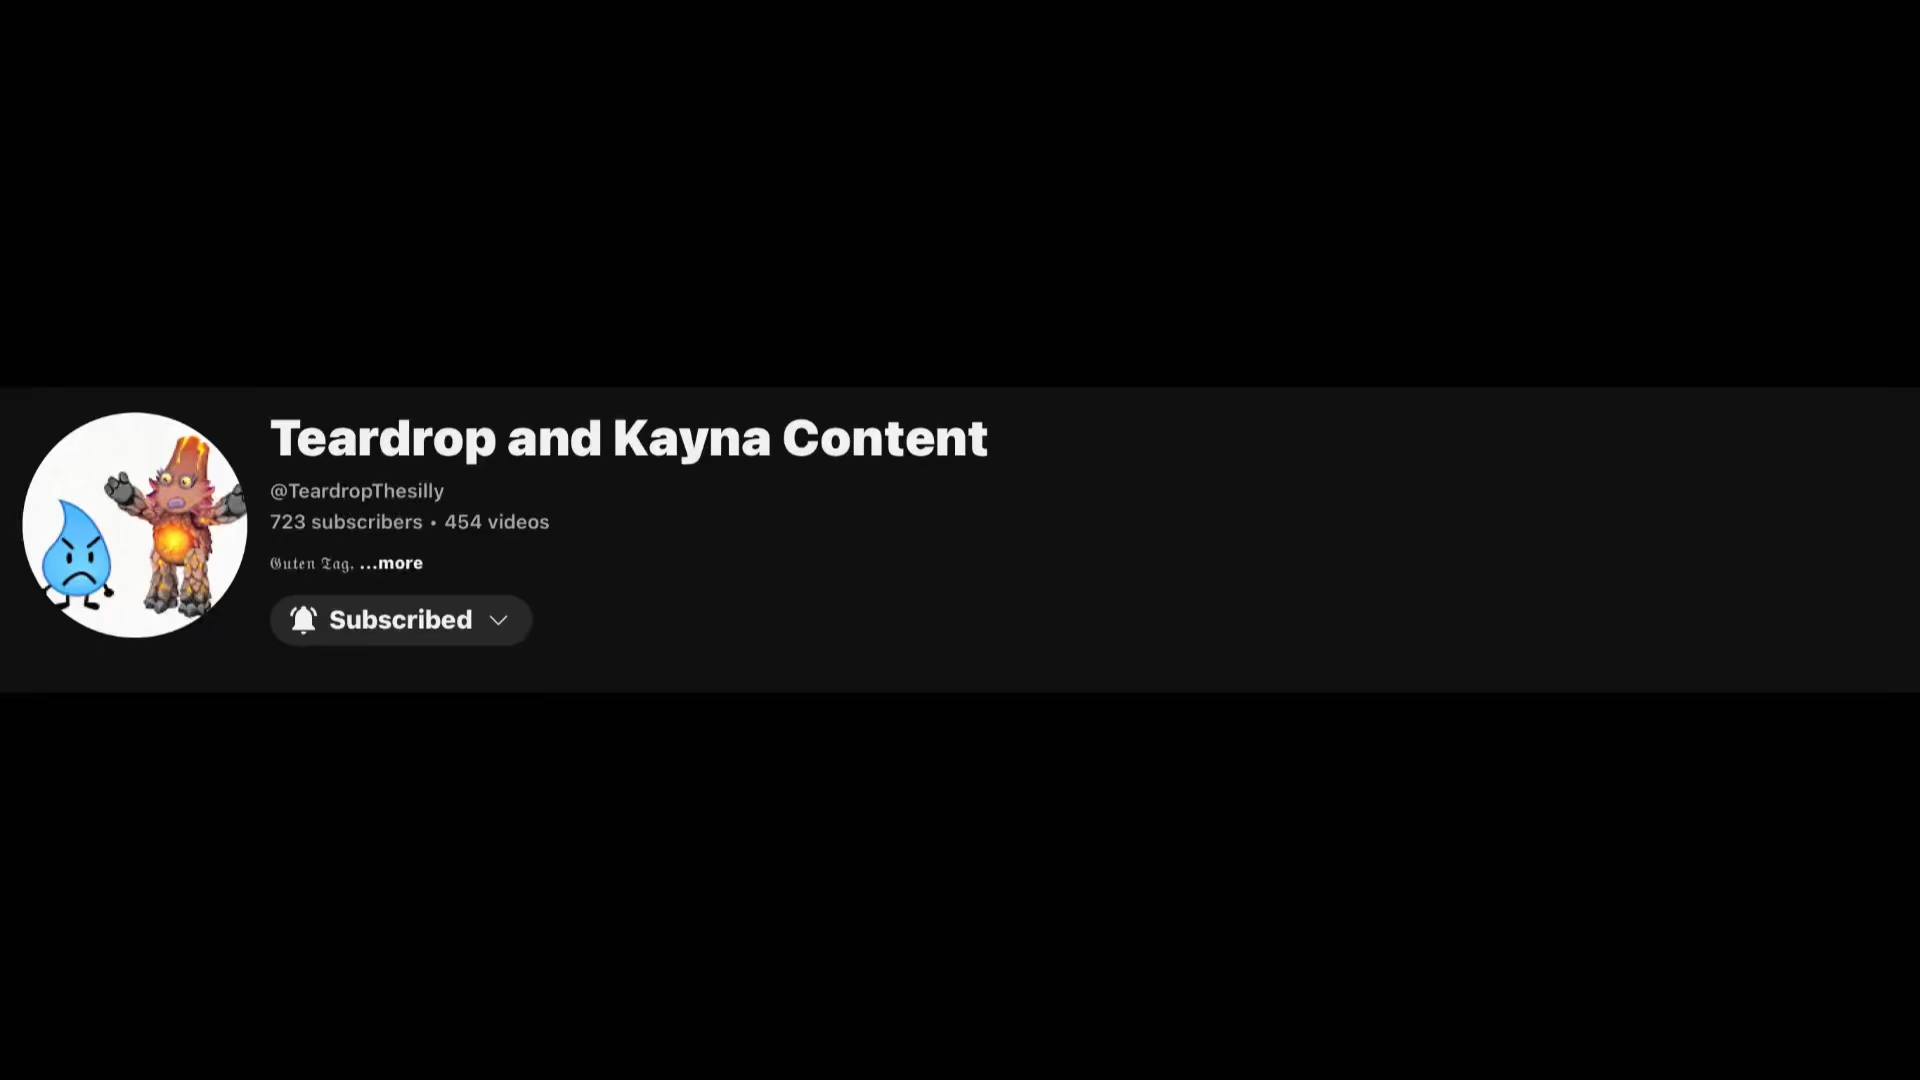 Teardrop and Kayna Content
@TeardropThesilly
723 subscribers • 454 videos
𝔊𝔲𝔱𝔢𝔫 𝔗𝔞𝔤. ...more
Subscribed